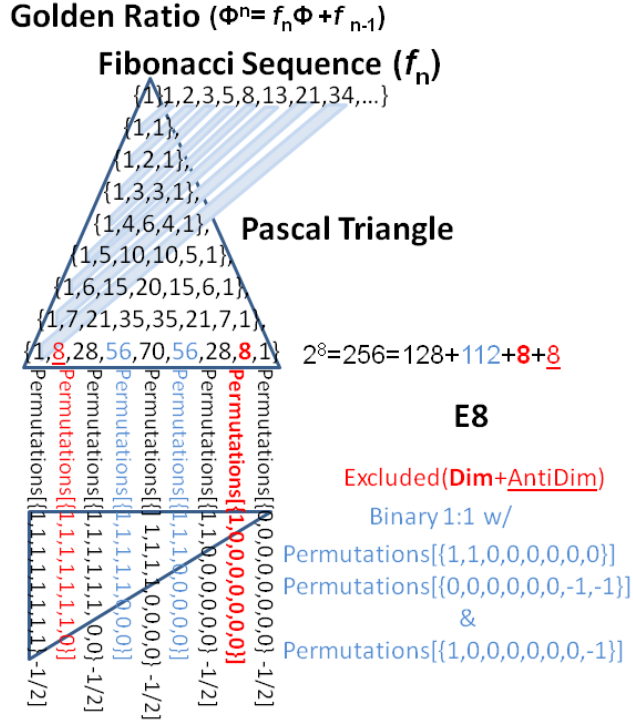 Golden Ratio (Φⁿ= fₙΦ +f ₙ₋₁)
Fibonacci Sequence (fₙ)
{1}1,2,3,5,8,13,21,34,...}
{1,1},
{1,2,1},
{1,3,3,1},
{1,4,6,4,1},
Pascal Triangle
{1,5,10,10,5,1},
{1,6,15,20,15,6,1},
{1,7,21,35,35,21,7,1},
{1,8,28,56,70,56,28,8,1}
2⁸=256=128+112+8+8
Permutations[{1,1,1,1,1,1,1,1} -1/2]
Permutations[{1,1,1,1,1,1,1,0}]
Permutations[{1,1,1,1,1,1,0,0} -1/2]
Permutations[{1,1,1,1,1,0,0,0}]
Permutations[{1,1,1,1,0,0,0,0} -1/2]
Permutations[{1,1,1,0,0,0,0,0}]
Permutations[{1,1,0,0,0,0,0,0} -1/2]
Permutations[{1,0,0,0,0,0,0,0}]
Permutations[{0,0,0,0,0,0,0,0} -1/2]
E8
Excluded(Dim+AntiDim)
Binary 1:1 w/
Permutations[{1,1,0,0,0,0,0,0}]
Permutations[{0,0,0,0,0,0,-1,-1}]
&
Permutations[{1,0,0,0,0,0,0,-1}]